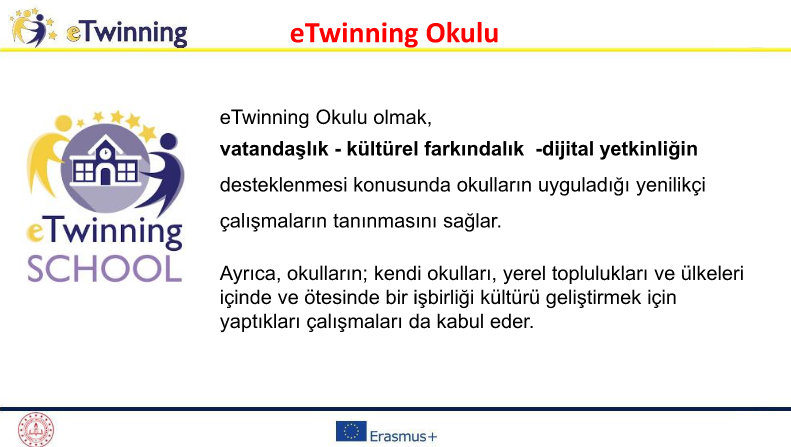 eTwinning
eTwinning Okulu
eTwinning Okulu olmak,
vatandaşlık - kültürel farkındalık -dijital yetkinliğin
desteklenmesi konusunda okulların uyguladığı yenilikçi
çalışmaların tanınmasını sağlar.
eTwinning
SCHOOL
Ayrıca, okulların; kendi okulları, yerel toplulukları ve ülkeleri
içinde ve ötesinde bir işbirliği kültürü geliştirmek için
yaptıkları çalışmaları da kabul eder.
Erasmus+